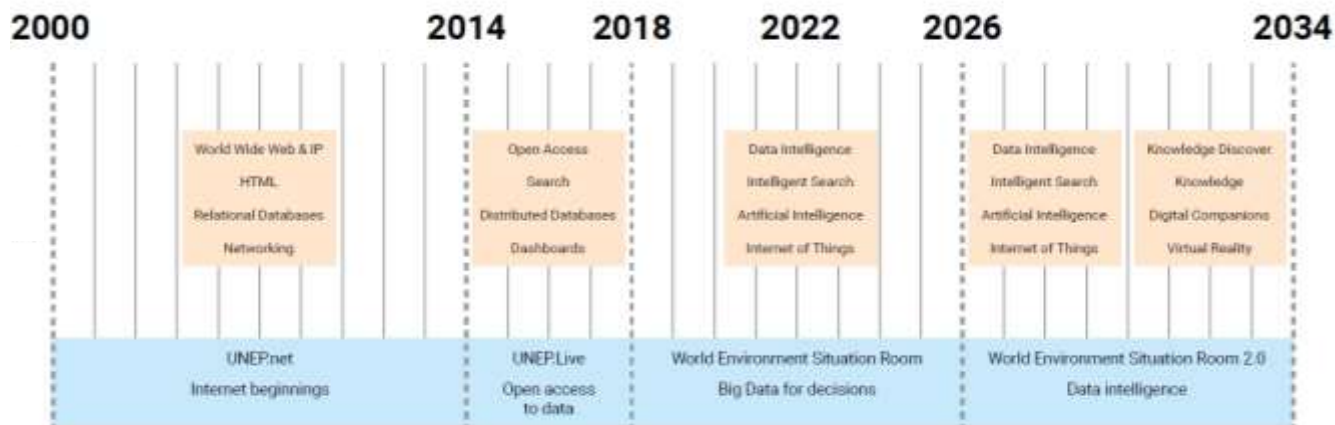 2000 2014 2018 2022 2026 2034
World Wide Web & IP
HTML
Relational Databases
Networking
Open Access
Search
Distributed Databases
Dashboards
Data Intelligence
Intelligent Search
Artificial Intelligence
Internet of Things
Data Intelligence
Intelligent Search
Artificial Intelligence
Internet of Things
Knowledge Discover
Knowledge
Digital Companions
Virtual Reality
UNEP.net
Internet beginnings
UNEP.Live
Open access
to data
World Environment Situation Room
Big Data for decisions
World Environment Situation Room 2.0
Data intelligence